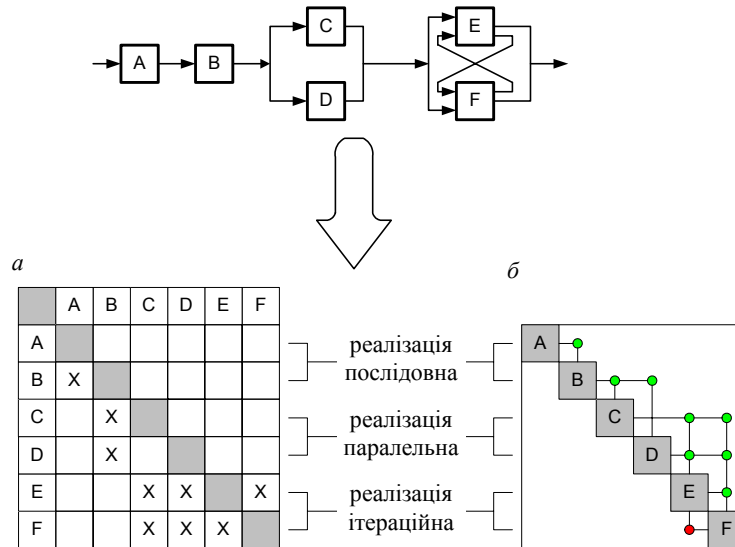 C
E
A
B
D
F
а
б
A B C D E F
A
B X
C X
D X
E X X X
F X X X
реалізація
послідовна
реалізація
паралельна
реалізація
ітераційна
A
B
C
D
E
F